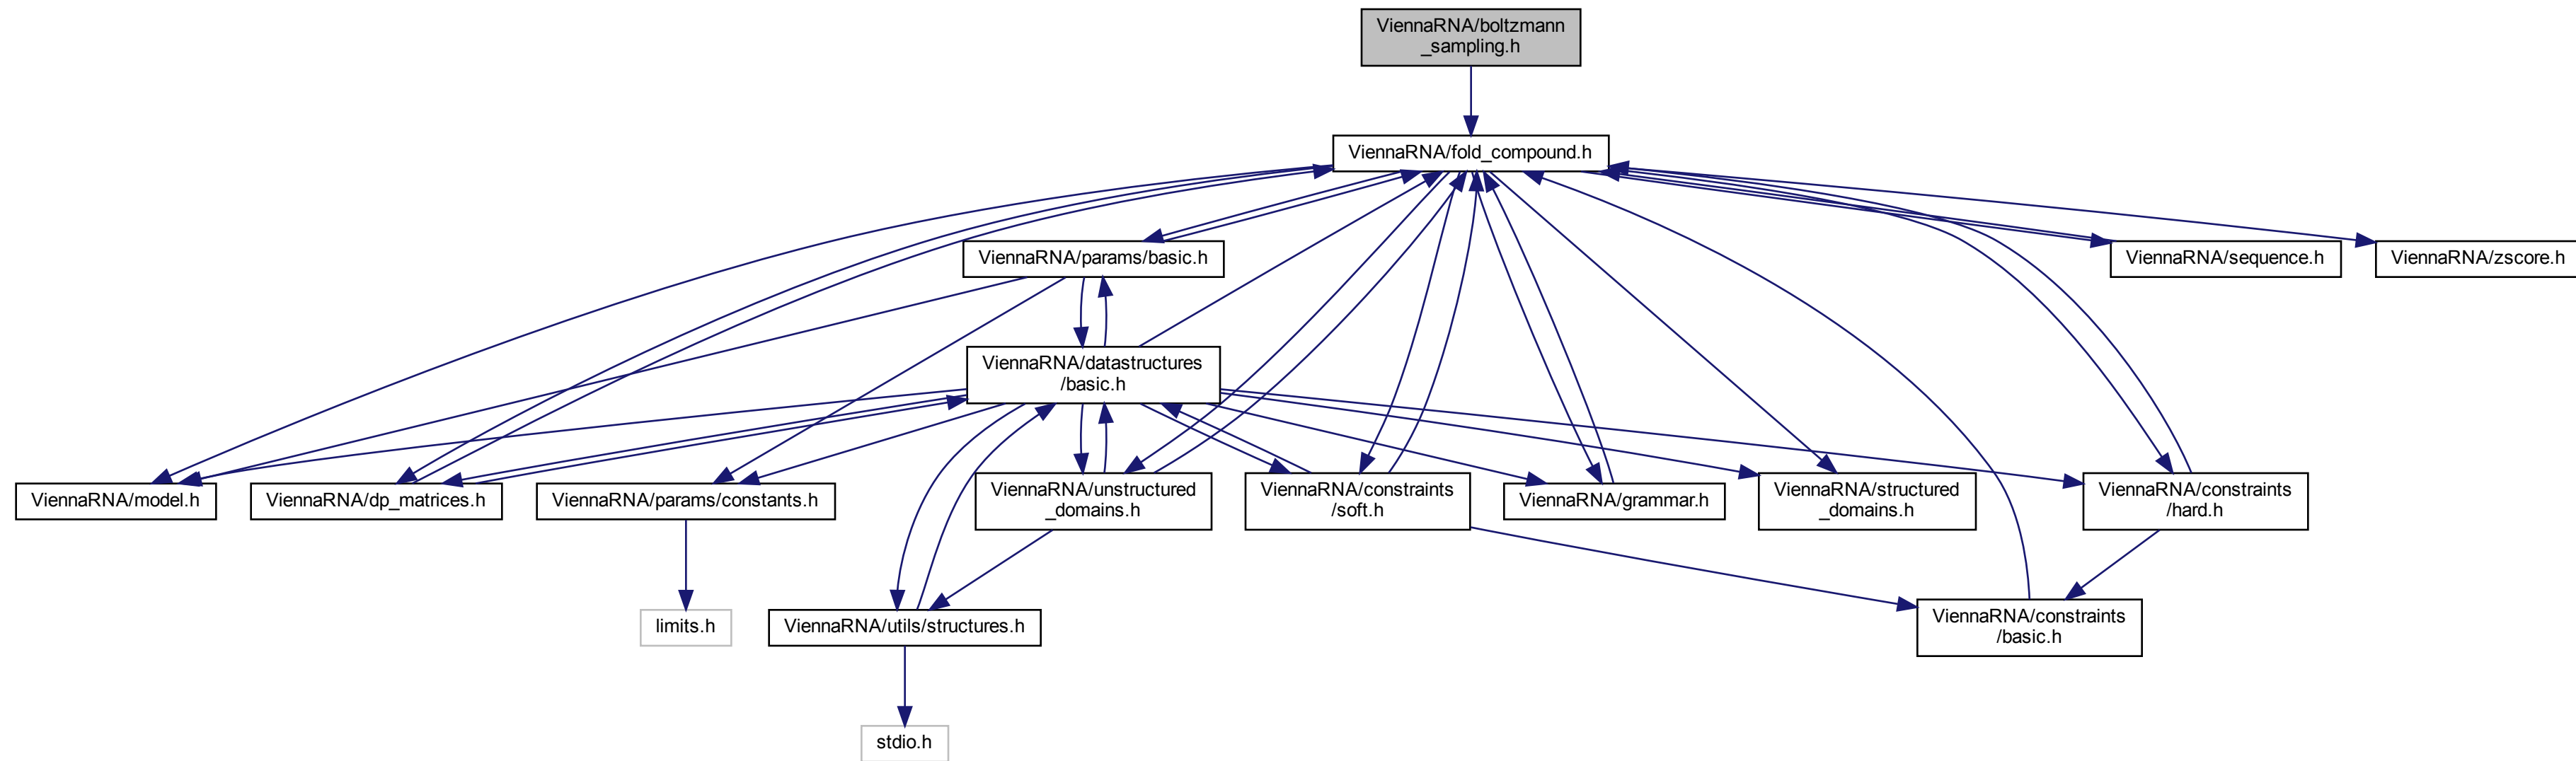 ViennaRNA/boltzmann
_sampling.h
ViennaRNA/fold_compound.h
ViennaRNA/params/basic.h
ViennaRNA/sequence.h
ViennaRNA/zscore.h
ViennaRNA/datastructures
/basic.h
ViennaRNA/model.h
ViennaRNA/dp_matrices.h
ViennaRNA/params/constants.h
ViennaRNA/unstructured
_domains.h
ViennaRNA/constraints
/soft.h
ViennaRNA/grammar.h
ViennaRNA/structured
_domains.h
ViennaRNA/constraints
/hard.h
limits.h
ViennaRNA/utils/structures.h
ViennaRNA/constraints
/basic.h
stdio.h